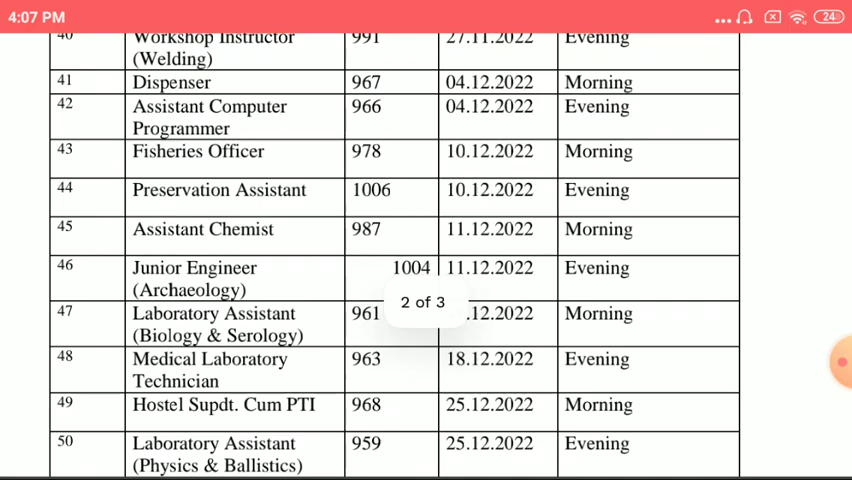 4:07 PM
24
40 Workshop Instructor 991 27.11.2022 Evening
(Welding)
41 Dispenser 967 04.12.2022 Morning
42 Assistant Computer 966 04.12.2022 Evening
Programmer
43 Fisheries Officer 978 10.12.2022 Morning
44 Preservation Assistant 1006 10.12.2022 Evening
45 Assistant Chemist 987 11.12.2022 Morning
46 Junior Engineer 1004 11.12.2022 Evening
(Archaeology)
2 of 3
47 Laboratory Assistant 961 .12.2022 Morning
(Biology & Serology)
48 Medical Laboratory 963 18.12.2022 Evening
Technician
49 Hostel Supdt. Cum PTI 968 25.12.2022 Morning
50 Laboratory Assistant 959 25.12.2022 Evening
(Physics & Ballistics)